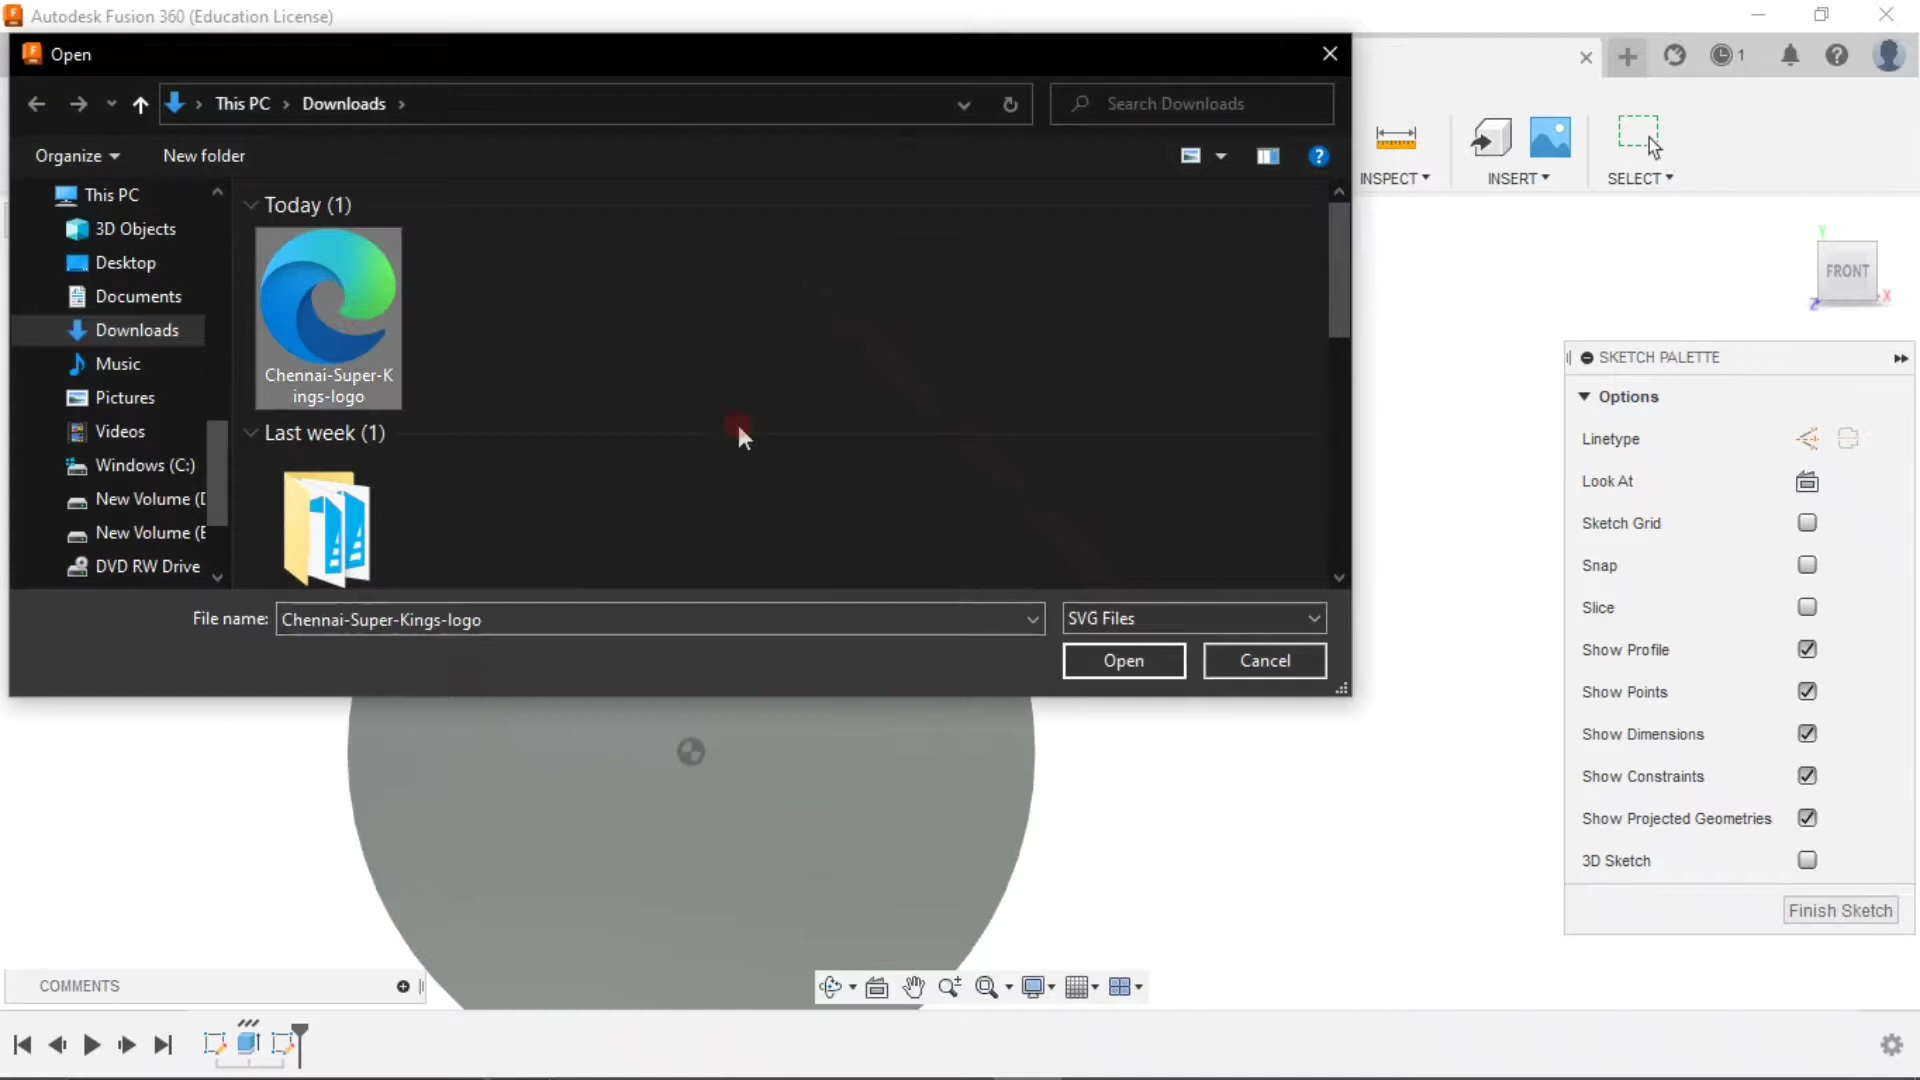 Autodesk Fusion 360 (Education License)
Open
This PC
Downloads
Search Downloads
1
Organize
New folder
INSPECT
INSERT
SELECT
This PC
3D Objects
Desktop
Documents
Downloads
Music
Pictures
Videos
Windows (C:)
New Volume (
New Volume (
DVD RW Drive
Today (1)
Chennai-Super-K
ings-logo
Last week (1)
File name:
Chennai-Super-Kings-logo
SVG Files
Open
Cancel
Y
FRONT
X
Z
SKETCH PALETTE
Options
Linetype
Look At
Sketch Grid
Snap
Slice
Show Profile
Show Points
Show Dimensions
Show Constraints
Show Projected Geometries
3D Sketch
Finish Sketch
COMMENTS